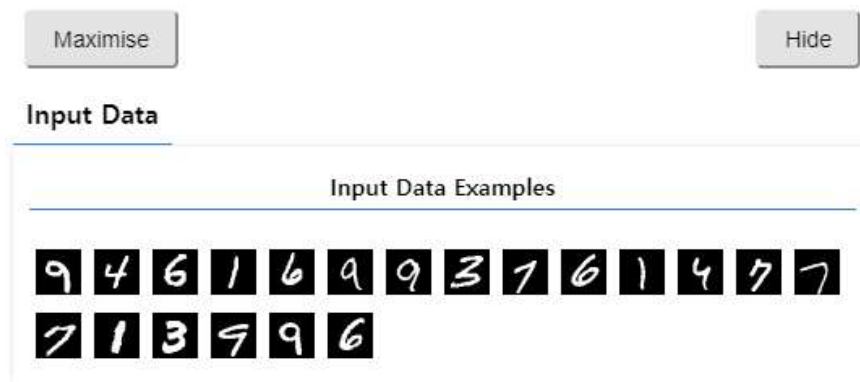 Maximise Hide
Input Data
Input Data Examples
9 4 6 1 6 9 9 3 7 6 1 4 7 7
7 1 3 9 9 6